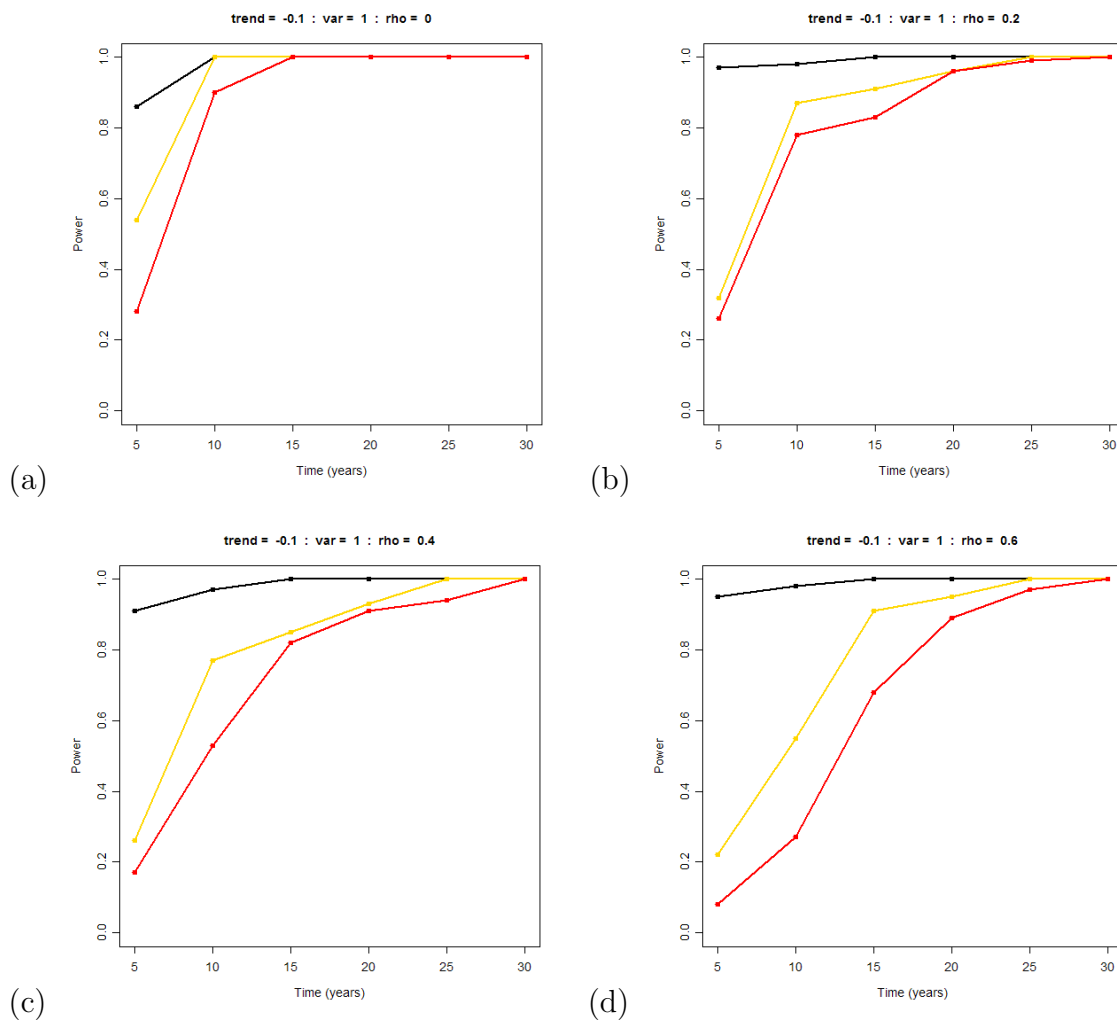 trend = -0.1 : var = 1 : rho = 0
1.0
0.8
0.6
0.4
0.2
0.0
Power
5 10 15 20 25 30
Time (years)
(a)
trend = -0.1 : var = 1 : rho = 0.2
1.0
0.8
0.6
0.4
0.2
0.0
Power
5 10 15 20 25 30
Time (years)
(b)
trend = -0.1 : var = 1 : rho = 0.4
1.0
0.8
0.6
0.4
0.2
0.0
Power
5 10 15 20 25 30
Time (years)
(c)
trend = -0.1 : var = 1 : rho = 0.6
1.0
0.8
0.6
0.4
0.2
0.0
Power
5 10 15 20 25 30
Time (years)
(d)